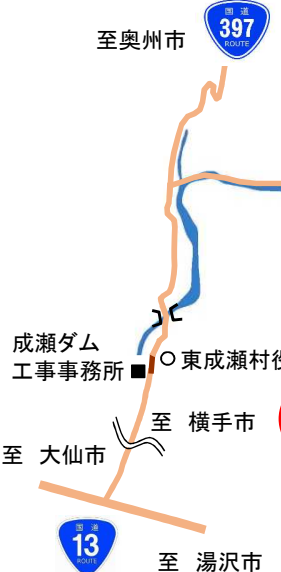 国道
397
ROUTE
至奥州市
成瀬ダム
工事事務所
東成瀬村
至 横手市
至 大仙市
国道
13
ROUTE
至 湯沢市